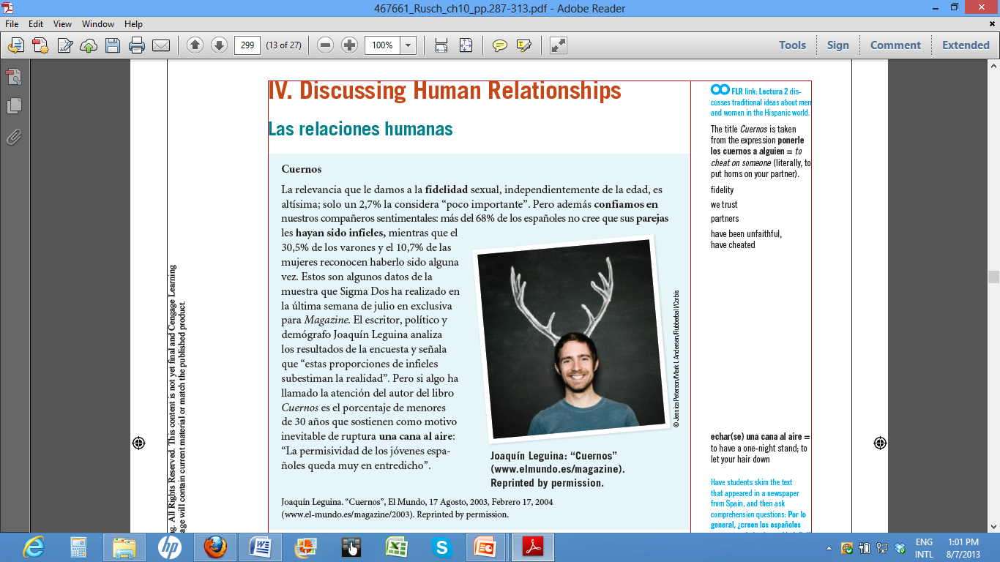 467661_Rusch_ch10_pp.287-313.pdf - Adobe Reader
File Edit View Window Help
299 (13 of 27) 100% Tools Sign Comment Extended
IV. Discussing Human Relationships
Las relaciones humanas
Cuernos
La relevancia que le damos a la fidelidad sexual, independientemente de la edad, es
altísima; solo un 2,7% la considera “poco importante”. Pero además confiamos en
nuestros compañeros sentimentales: más del 68% de los españoles no cree que sus parejas
les hayan sido infieles, mientras que el
30,5% de los varones y el 10,7% de las
mujeres reconocen haberlo sido alguna
vez. Estos son algunos datos de la
muestra que Sigma Dos ha realizado en
la última semana de julio en exclusiva
para Magazine. El escritor, político y
demógrafo Joaquín Leguina analiza
los resultados de la encuesta y señala
que “estas proporciones de infieles
subestiman la realidad”. Pero si algo ha
llamado la atención del autor del libro
Cuernos es el porcentaje de menores
de 30 años que sostienen como motivo
inevitable de ruptura una cana al aire:
“La permisividad de los jóvenes espa-
ñoles queda muy en entredicho”.
© Jessica Peterson/Mark L Andersen/Rubberball/Corbis
Joaquín Leguina: “Cuernos”
(www.elmundo.es/magazine).
Reprinted by permission.
Joaquín Leguina. “Cuernos”, El Mundo, 17 Agosto, 2003, Febrero 17, 2004
(www.el-mundo.es/magazine/2003). Reprinted by permission.
FLR link: Lectura 2 dis-
cusses traditional ideas about men
and women in the Hispanic world.
The title Cuernos is taken
from the expression ponerle
los cuernos a alguien = to
cheat on someone (literally, to
put horns on your partner).
fidelity
we trust
partners
have been unfaithful,
have cheated
echar(se) una cana al aire =
to have a one-night stand; to
let your hair down
Have students skim the text
that appeared in a newspaper
from Spain, and then ask
comprehension questions: Por lo
general, ¿creen los españoles
g. All Rights Reserved. This content is not yet final and Cengage Learning
age will contain current material or match the published product.
hp
W
X
S
P
ENG
INTL
1:01 PM
8/7/2013